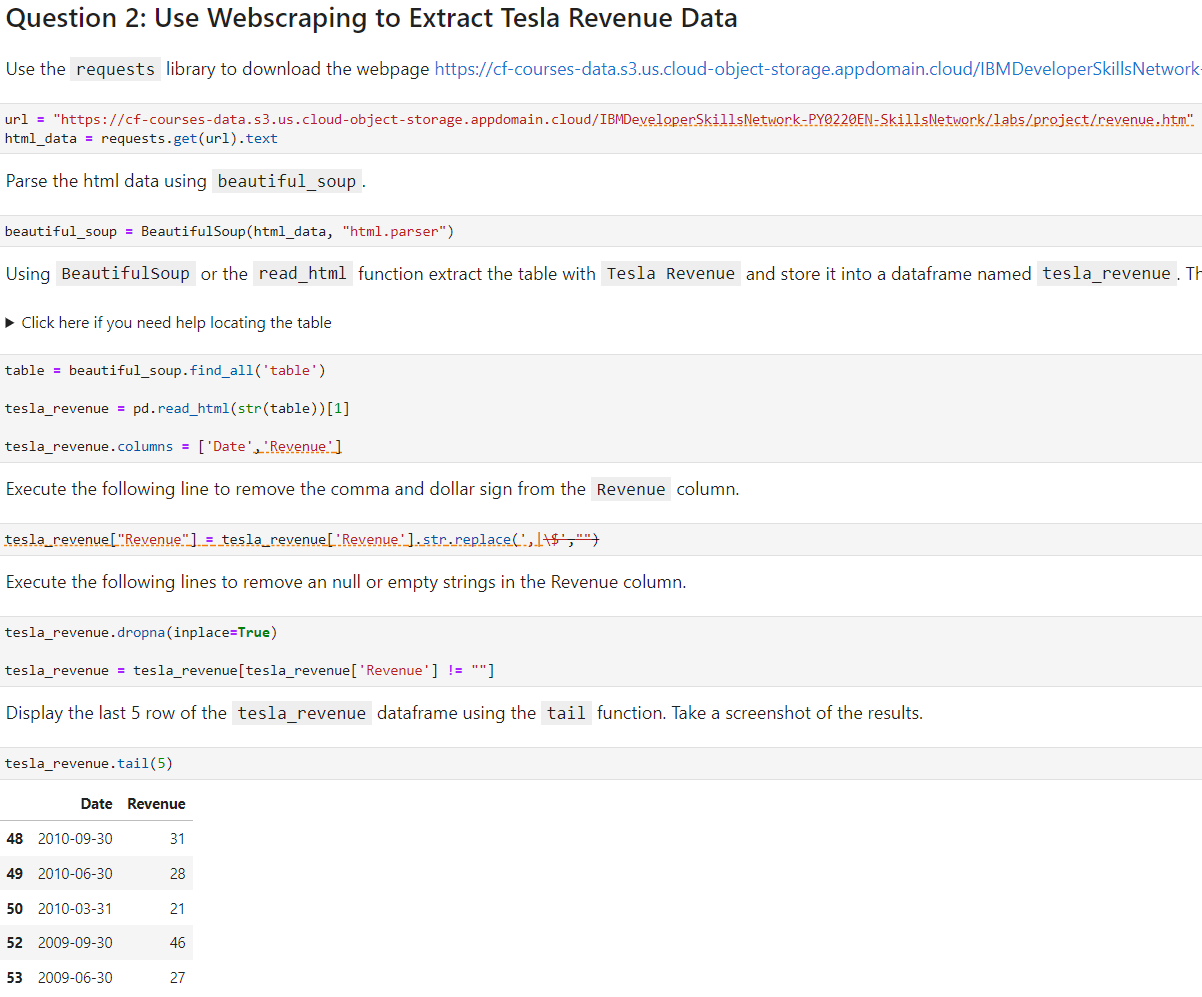 Question 2: Use Webscraping to Extract Tesla Revenue Data
Use the requests library to download the webpage https://cf-courses-data.s3.us.cloud-object-storage.appdomain.cloud/IBMDeveloperSkillsNetwork-
url = "https://cf-courses-data.s3.us.cloud-object-storage.appdomain.cloud/IBMDeveloperSkillsNetwork-PY0220EN-SkillsNetwork/labs/project/revenue.htm"
html_data = requests.get(url).text
Parse the html data using beautiful_soup.
beautiful_soup = BeautifulSoup(html_data, "html.parser")
Using BeautifulSoup or the read_html function extract the table with Tesla Revenue and store it into a dataframe named tesla_revenue. Th
▶ Click here if you need help locating the table
table = beautiful_soup.find_all('table')
tesla_revenue = pd.read_html(str(table))[1]
tesla_revenue.columns = ['Date','Revenue']
Execute the following line to remove the comma and dollar sign from the Revenue column.
tesla_revenue["Revenue"] = tesla_revenue['Revenue'].str.replace(',|\$',"")
Execute the following lines to remove an null or empty strings in the Revenue column.
tesla_revenue.dropna(inplace=True)
tesla_revenue = tesla_revenue[tesla_revenue['Revenue'] != ""]
Display the last 5 row of the tesla_revenue dataframe using the tail function. Take a screenshot of the results.
tesla_revenue.tail(5)
Date Revenue
48 2010-09-30 31
49 2010-06-30 28
50 2010-03-31 21
52 2009-09-30 46
53 2009-06-30 27